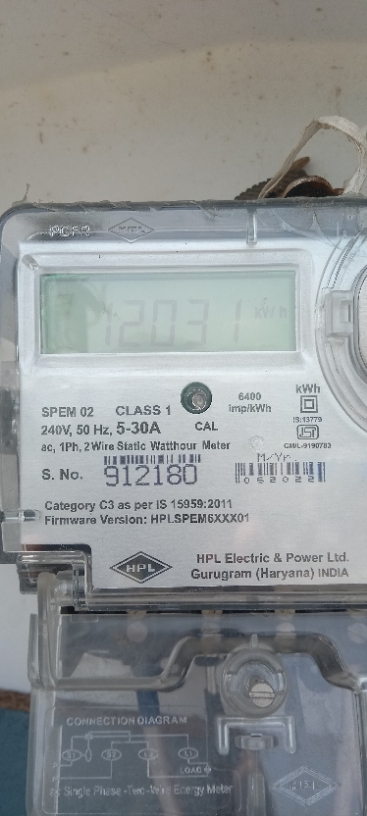 12031 kWh
6400
imp/kWh
kWh
SPEM 02 CLASS 1
240V, 50 Hz, 5-30A CAL
IS:13779
ac, 1Ph, 2Wire Static Watthour Meter
M/Yr
S. No. 912180
Category C3 as per IS 15959:2011
Firmware Version: HPLSPEM6XXX01
HPL
HPL Electric & Power Ltd.
Gurugram (Haryana) INDIA
CONNECTION DIAGRAM
LOAD
Single Phase -Two-Wire Energy Meter